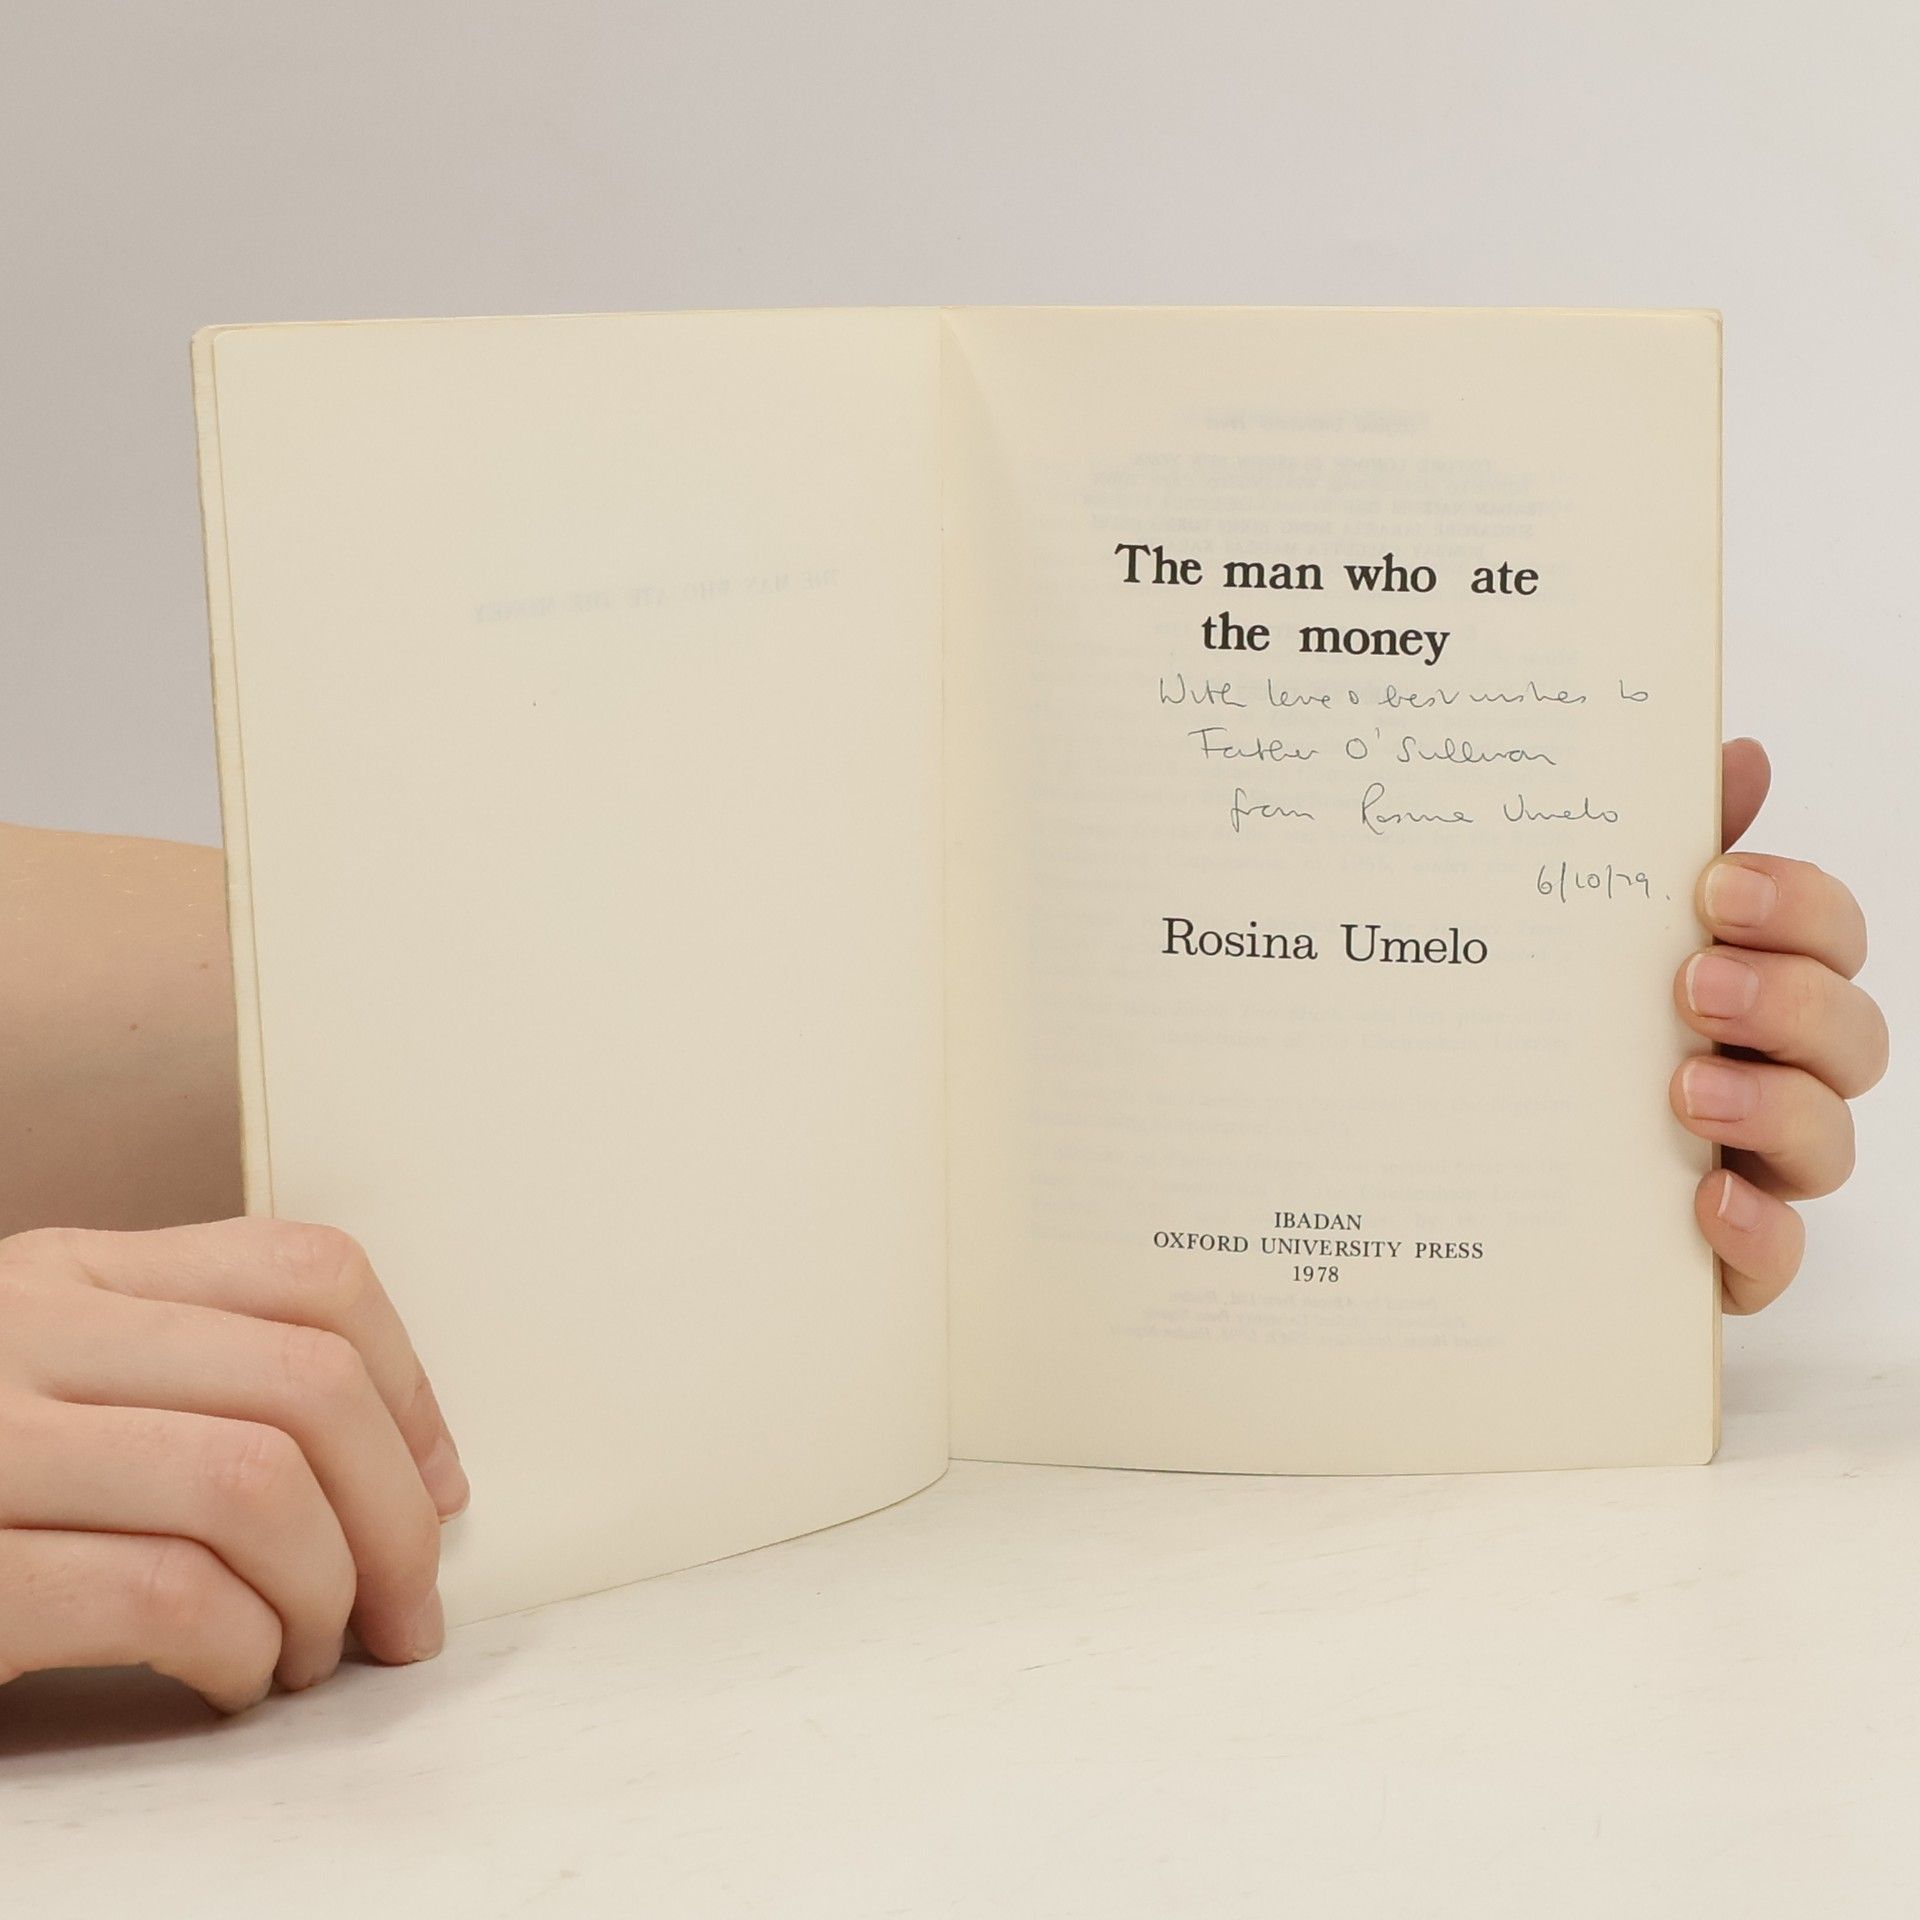 The man who ate
the money
With love & best wishes to
Father O'Sullivan
from Rosina Umelo
6/10/79.
Rosina Umelo
IBADAN
OXFORD UNIVERSITY PRESS
1978